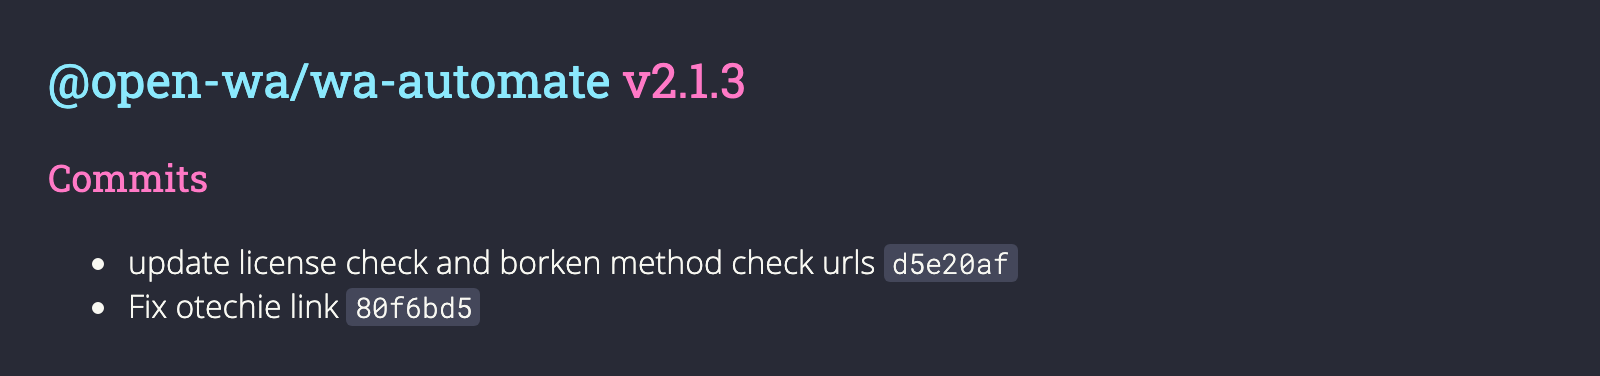 @open-wa/wa-automate v2.1.3
Commits
update license check and borken method check urls d5e20af
Fix otechie link 80f6bd5